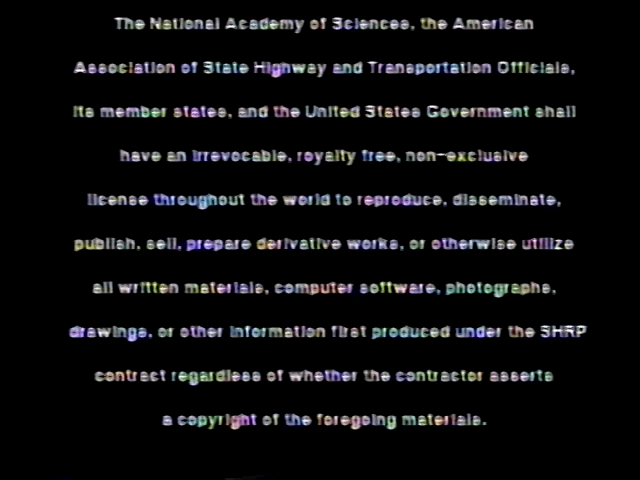 The National Academy of Sciences, the American
Association of State Highway and Transportation Officials,
its member states, and the United States Government shall
have an irrevocable, royalty free, non-exclusive
license throughout the world to reproduce, disseminate,
publish, sell, prepare derivative works, or otherwise utilize
all written materials, computer software, photographs,
drawings, or other information first produced under the SHRP
contract regardless of whether the contractor asserts
a copyright of the foregoing materials.